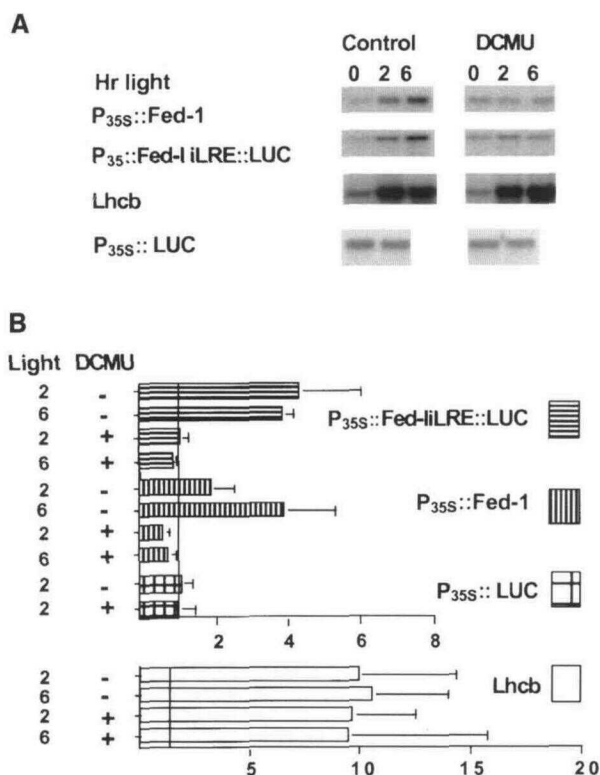 A
Control DCMU
Hr light 0 2 6 0 2 6
P35S::Fed-1
P35::Fed-I iLRE::LUC
Lhcb
P35S:: LUC
B
Light DCMU
2 -
6 -
2 +
6 +
2 -
6 -
2 +
6 +
2 -
2 +
P35S::Fed-IiLRE::LUC
P35S::Fed-1
P35S:: LUC
2 4 6 8
2 -
6 -
2 +
6 +
Lhcb
5 10 15 20